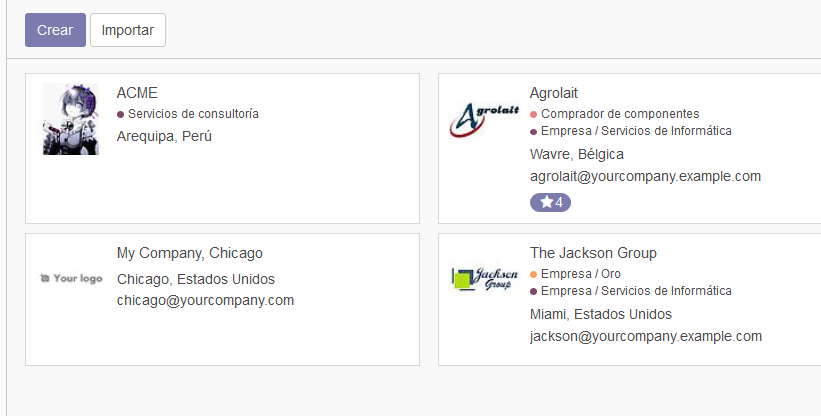 Crear
Importar
ACME
Servicios de consultoría
Arequipa, Perú
Agrolait
Agrolait
Comprador de componentes
Empresa / Servicios de Informática
Wavre, Bélgica
agrolait@yourcompany.example.com
4
Your logo
My Company, Chicago
Chicago, Estados Unidos
chicago@yourcompany.com
Jackson
Group
The Jackson Group
Empresa / Oro
Empresa / Servicios de Informática
Miami, Estados Unidos
jackson@yourcompany.example.com